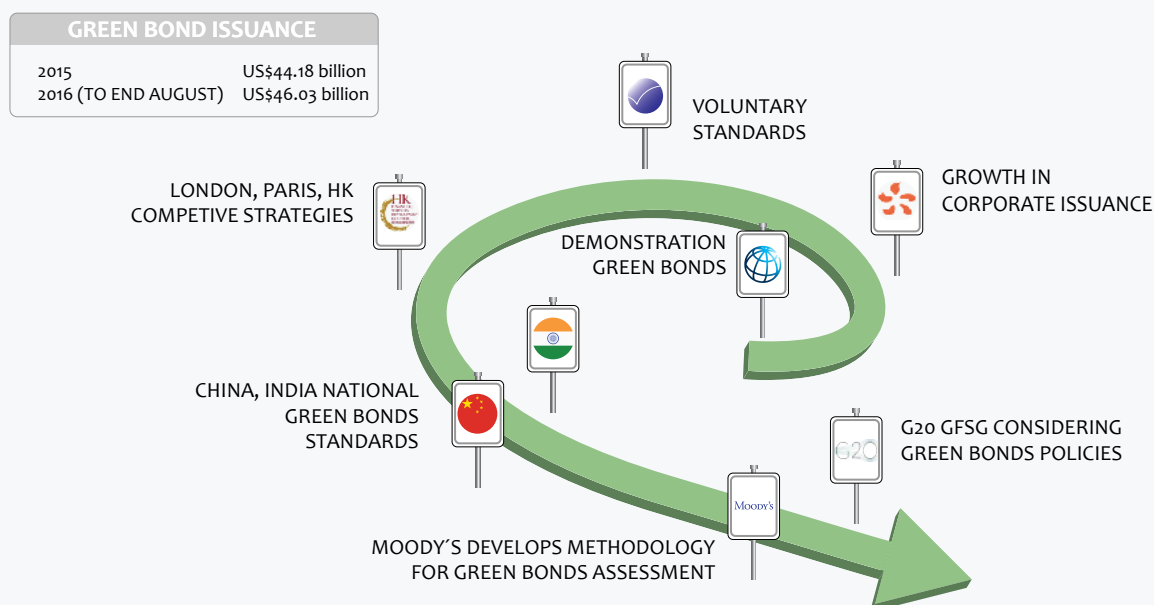 GREEN BOND ISSUANCE
2015 US$44.18 billion
2016 (TO END AUGUST) US$46.03 billion
VOLUNTARY
STANDARDS
LONDON, PARIS, HK
COMPETIVE STRATEGIES
HK
GROWTH IN
CORPORATE ISSUANCE
DEMONSTRATION
GREEN BONDS
CHINA, INDIA NATIONAL
GREEN BONDS
STANDARDS
G20
G20 GFSG CONSIDERING
GREEN BONDS POLICIES
MOODY'S
MOODY´S DEVELOPS METHODOLOGY
FOR GREEN BONDS ASSESSMENT